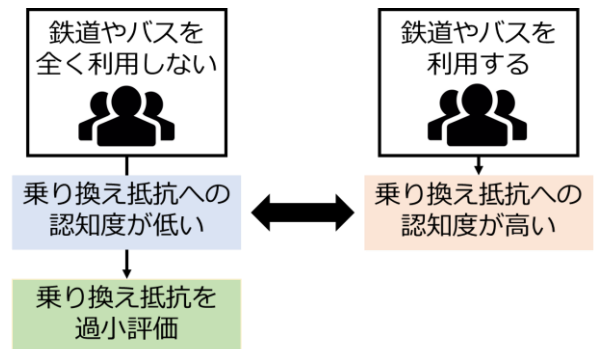 鉄道やバスを
全く利用しない
乗り換え抵抗への
認知度が低い
乗り換え抵抗を
過小評価
鉄道やバスを
利用する
乗り換え抵抗への
認知度が高い